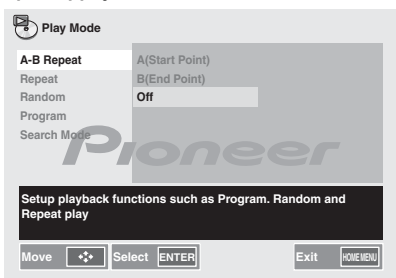 Play Mode
A-B Repeat A(Start Point)
Repeat B(End Point)
Random Off
Program
Search Mode
Pioneer
Setup playback functions such as Program. Random and
Repeat play
Move Select ENTER Exit HOME MENU